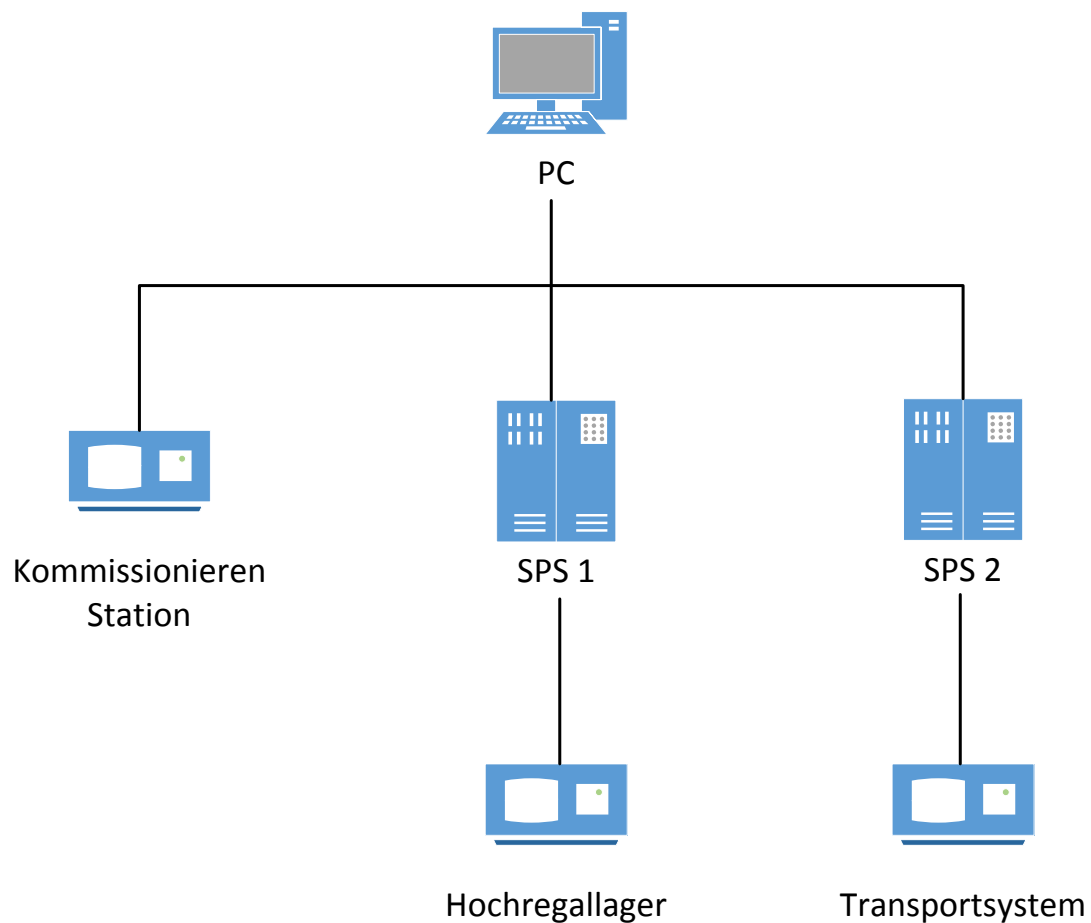 PC
Kommissionieren
Station
SPS 1
SPS 2
Hochregallager
Transportsystem